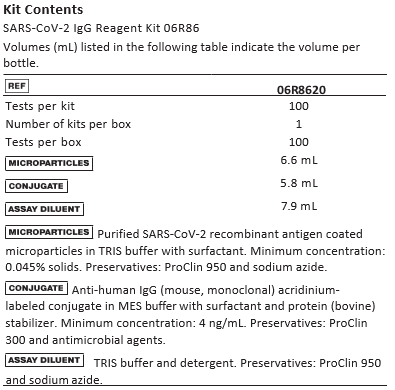 Kit Contents
SARS-CoV-2 IgG Reagent Kit 06R86
Volumes (mL) listed in the following table indicate the volume per
bottle.
REF 06R8620
Tests per kit 100
Number of kits per box 1
Tests per box 100
MICROPARTICLES 6.6 mL
CONJUGATE 5.8 mL
ASSAY DILUENT 7.9 mL
MICROPARTICLES Purified SARS-CoV-2 recombinant antigen coated
microparticles in TRIS buffer with surfactant. Minimum concentration:
0.045% solids. Preservatives: ProClin 950 and sodium azide.
CONJUGATE Anti-human IgG (mouse, monoclonal) acridinium-
labeled conjugate in MES buffer with surfactant and protein (bovine)
stabilizer. Minimum concentration: 4 ng/mL. Preservatives: ProClin
300 and antimicrobial agents.
ASSAY DILUENT TRIS buffer and detergent. Preservatives: ProClin 950
and sodium azide.